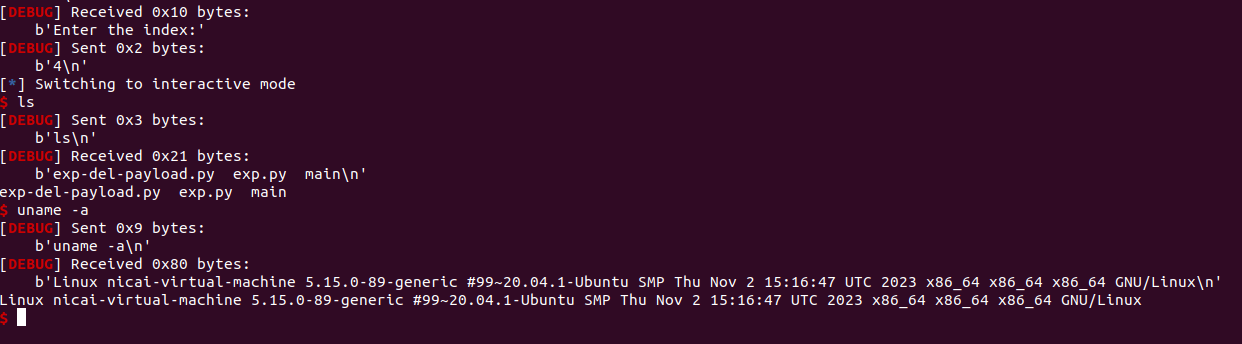 [DEBUG] Received 0x10 bytes:
    b'Enter the index:'
[DEBUG] Sent 0x2 bytes:
    b'4\n'
[*] Switching to interactive mode
$ ls
[DEBUG] Sent 0x3 bytes:
    b'ls\n'
[DEBUG] Received 0x21 bytes:
    b'exp-del-payload.py  exp.py  main\n'
exp-del-payload.py  exp.py  main
$ uname -a
[DEBUG] Sent 0x9 bytes:
    b'uname -a\n'
[DEBUG] Received 0x80 bytes:
    b'Linux nicai-virtual-machine 5.15.0-89-generic #99~20.04.1-Ubuntu SMP Thu Nov 2 15:16:47 UTC 2023 x86_64 x86_64 x86_64 GNU/Linux\n'
Linux nicai-virtual-machine 5.15.0-89-generic #99~20.04.1-Ubuntu SMP Thu Nov 2 15:16:47 UTC 2023 x86_64 x86_64 x86_64 GNU/Linux
$